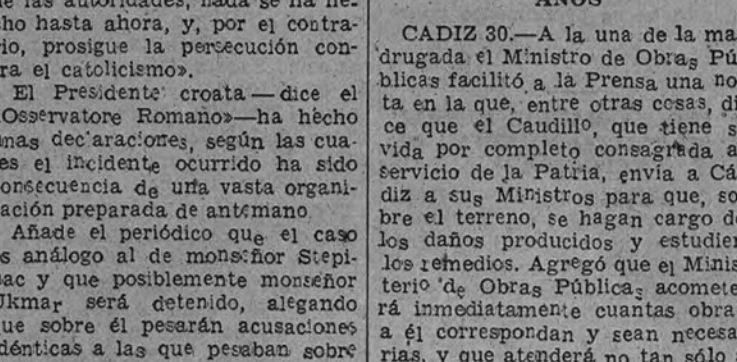 de las autoridades, nada se ha he-
cho hasta ahora, y, por el contra-
rio, prosigue la persecución con-
ra el catolicismo».
El Presidente croata — dice el
Osservatore Romano»—ha hecho
unas declaraciones, según las cua-
es el incidente ocurrido ha sido
onsecuencia de una vasta organi-
ación preparada de antemano.
Añade el periódico que el caso
s análogo al de monseñor Stepi-
ac y que posiblemente monseñor
Ukmar será detenido, alegando
ue sobre él pesarán acusaciones
dénticas a las que pesaban sobre
AÑOS
CADIZ 30.—A la una de la ma
drugada el Ministro de Obras Pú
blicas facilitó a la Prensa una no
ta en la que, entre otras cosas, di
ce que el Caudillo, que tiene s
vida por completo consagrada a
servicio de la Patria, envía a Cá
diz a sus Ministros para que, so
bre el terreno, se hagan cargo d
los daños producidos y estudien
los remedios. Agregó que el Minis
terio de Obras Públicas acomete
rá inmediatamente cuantas obra
a él correspondan y sean necesa
rias, y que atenderá no tan sólo